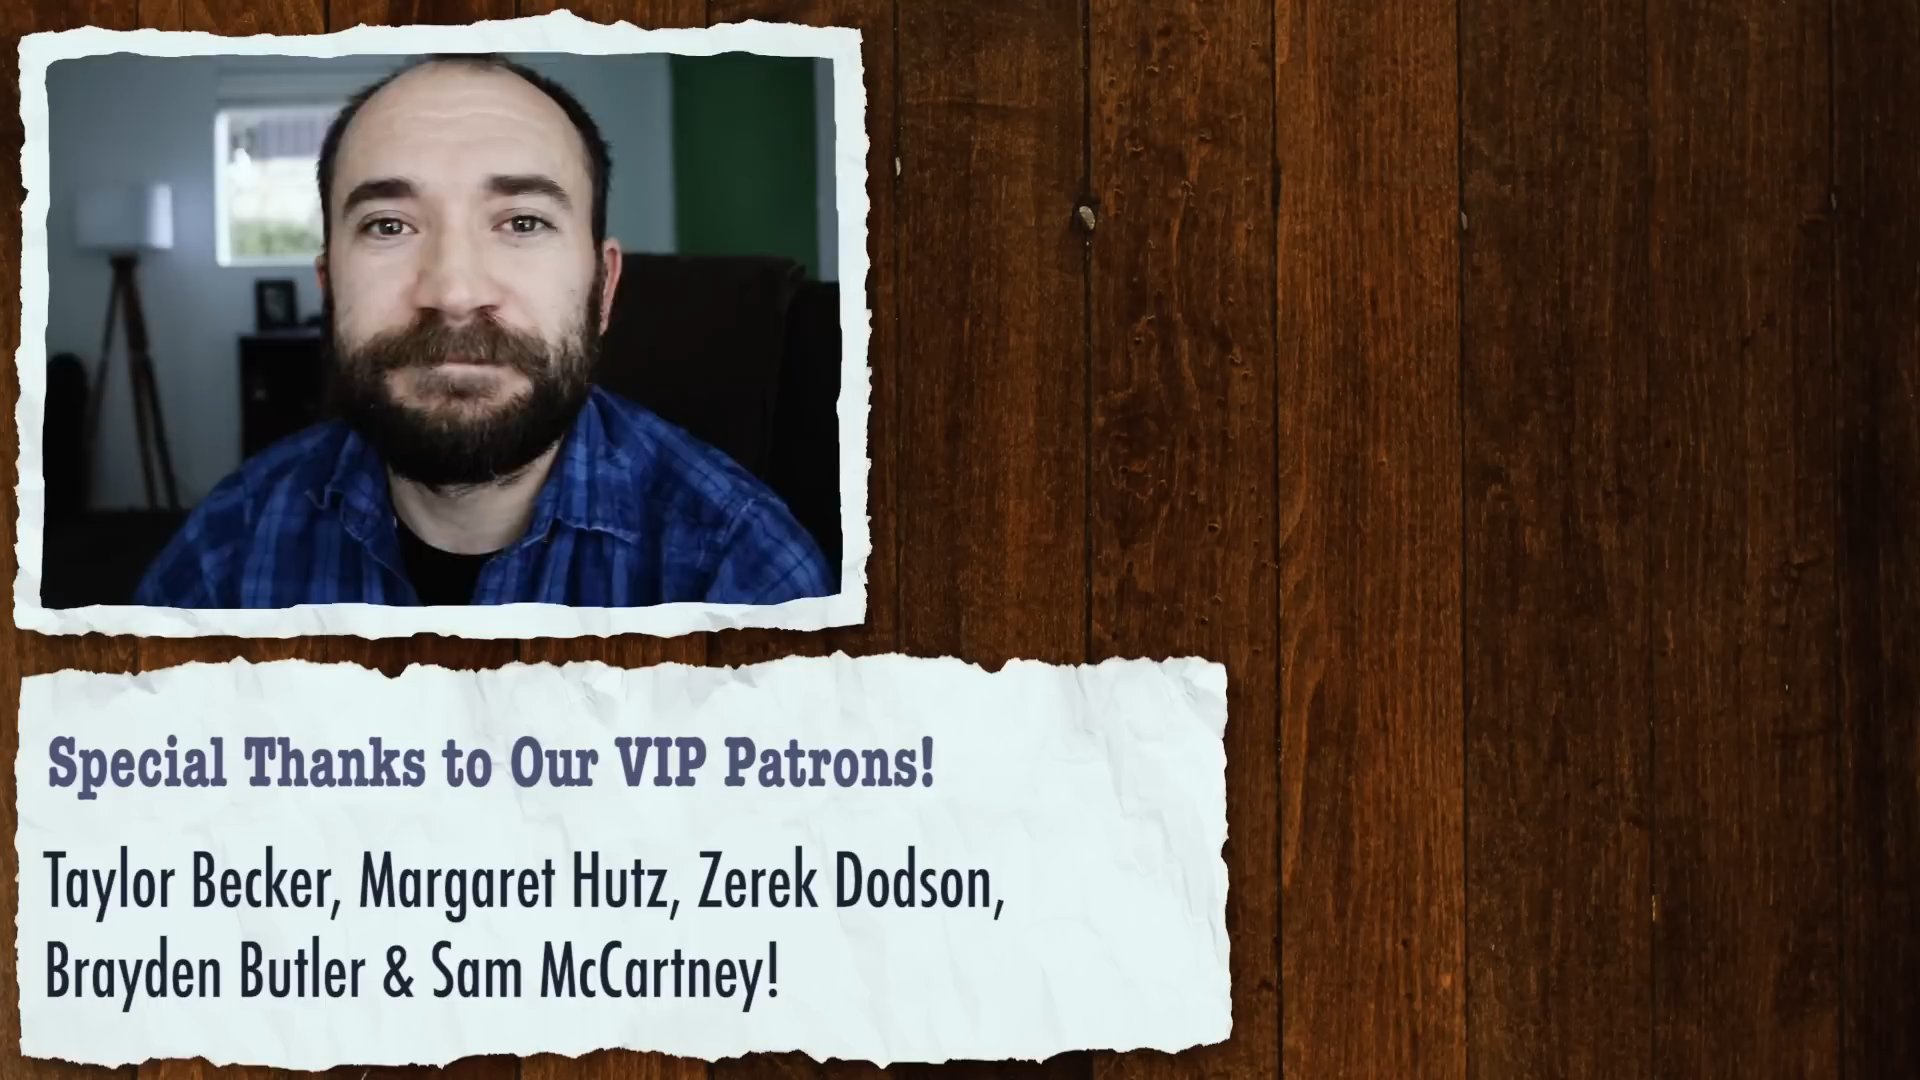 Special Thanks to Our VIP Patrons!
Taylor Becker, Margaret Hutz, Zerek Dodson,
Brayden Butler & Sam McCartney!